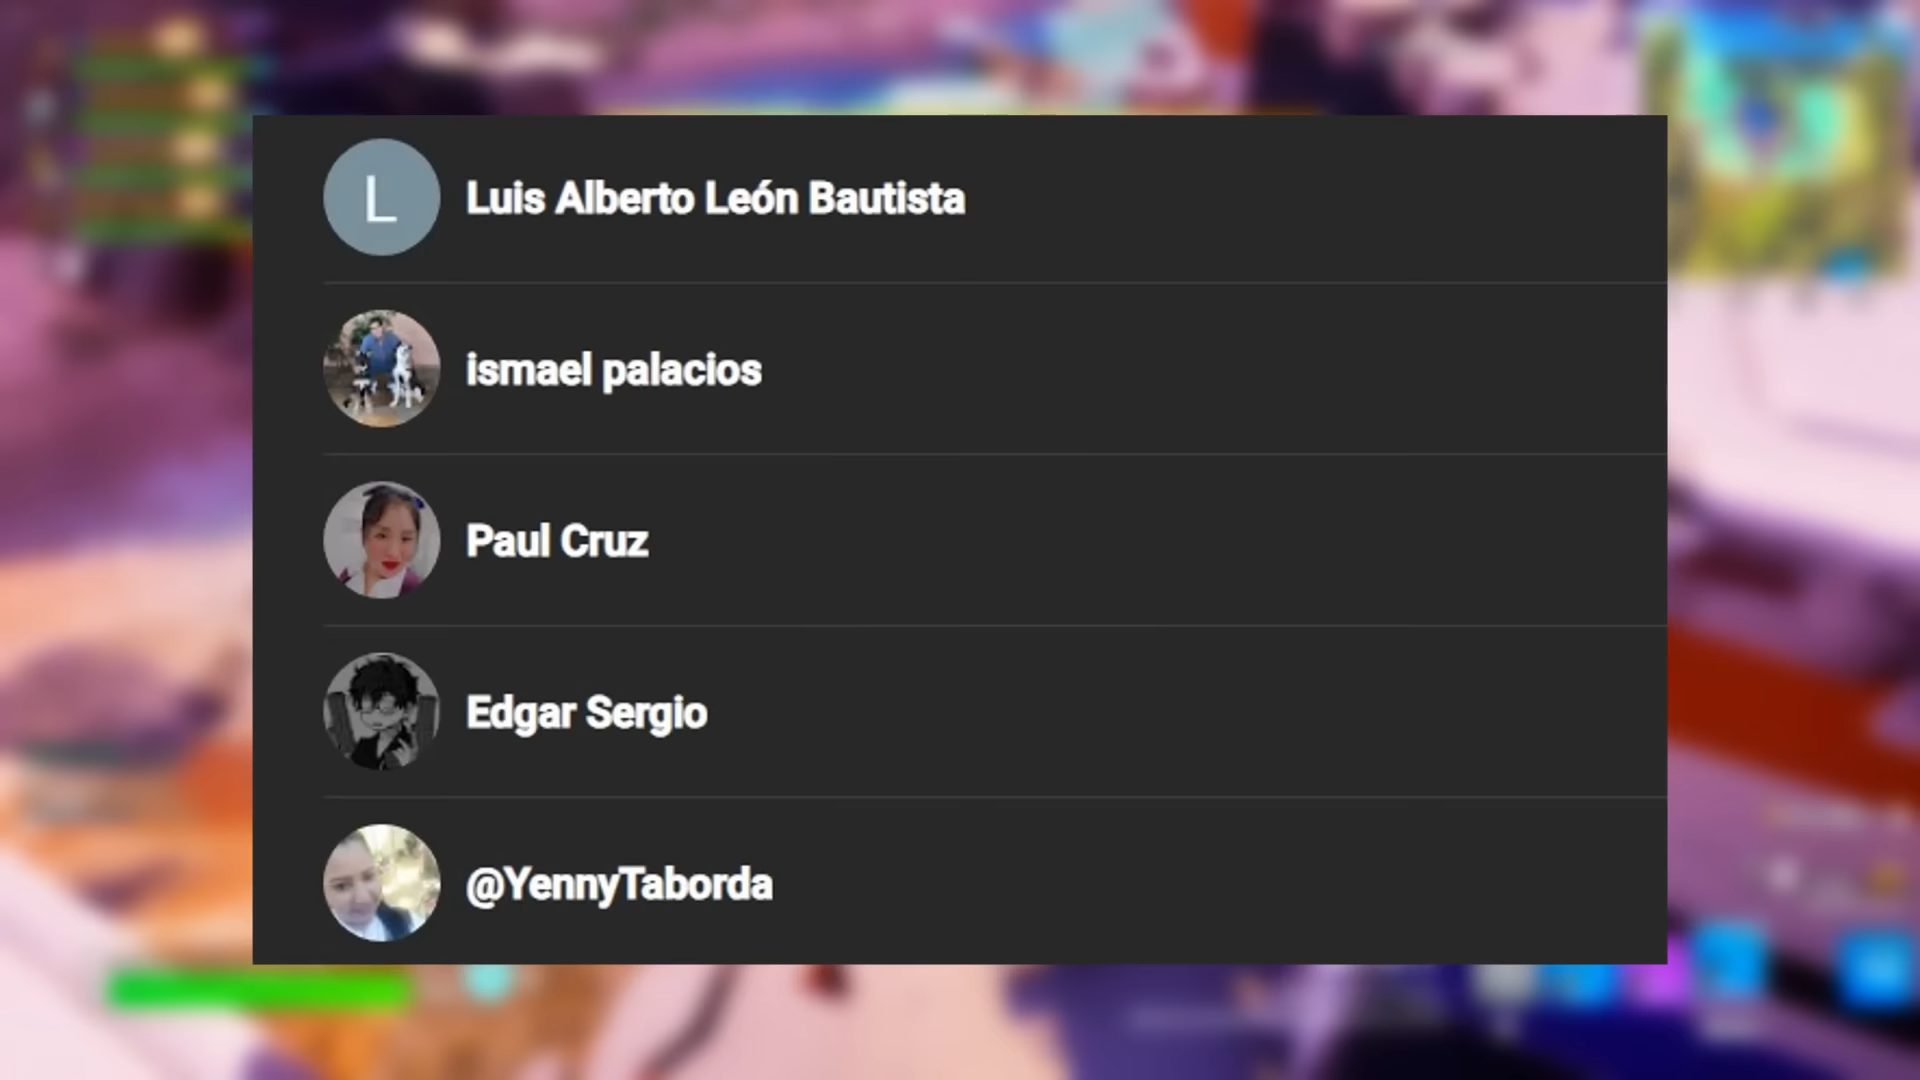 L
Luis Alberto León Bautista
ismael palacios
Paul Cruz
Edgar Sergio
@YennyTaborda